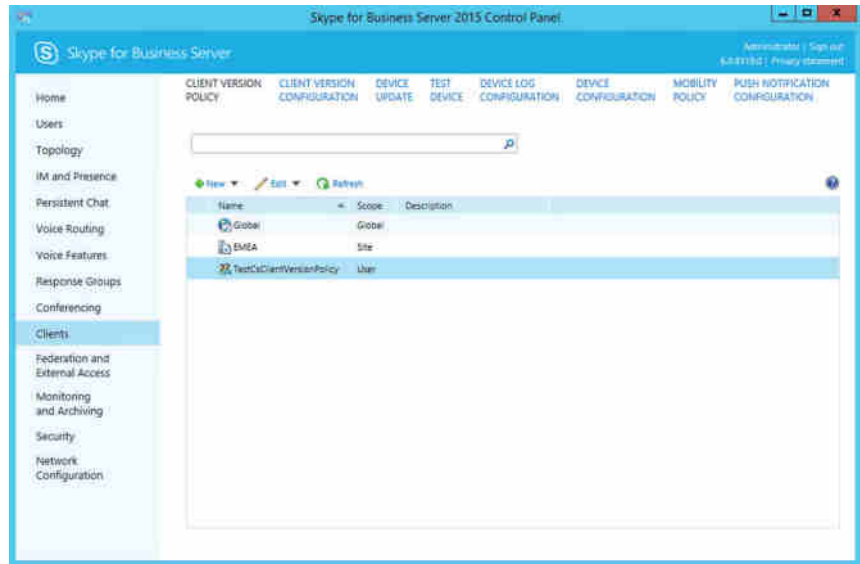 Skype for Business Server 2015 Control Panel
Skype for Business Server
Administrator | Sign out
Privacy statement
CLIENT VERSION POLICY
CLIENT VERSION CONFIGURATION
DEVICE UPDATE
TEST DEVICE
DEVICE LOG CONFIGURATION
DEVICE CONFIGURATION
MOBILITY POLICY
PUSH NOTIFICATION CONFIGURATION
Home
Users
Topology
IM and Presence
Persistent Chat
Voice Routing
Voice Features
Response Groups
Conferencing
Clients
Federation and
External Access
Monitoring
and Archiving
Security
Network
Configuration
New
Edit
Refresh
Name Scope Description
Global Global
EMEA Site
TestCsClientVersionPolicy User